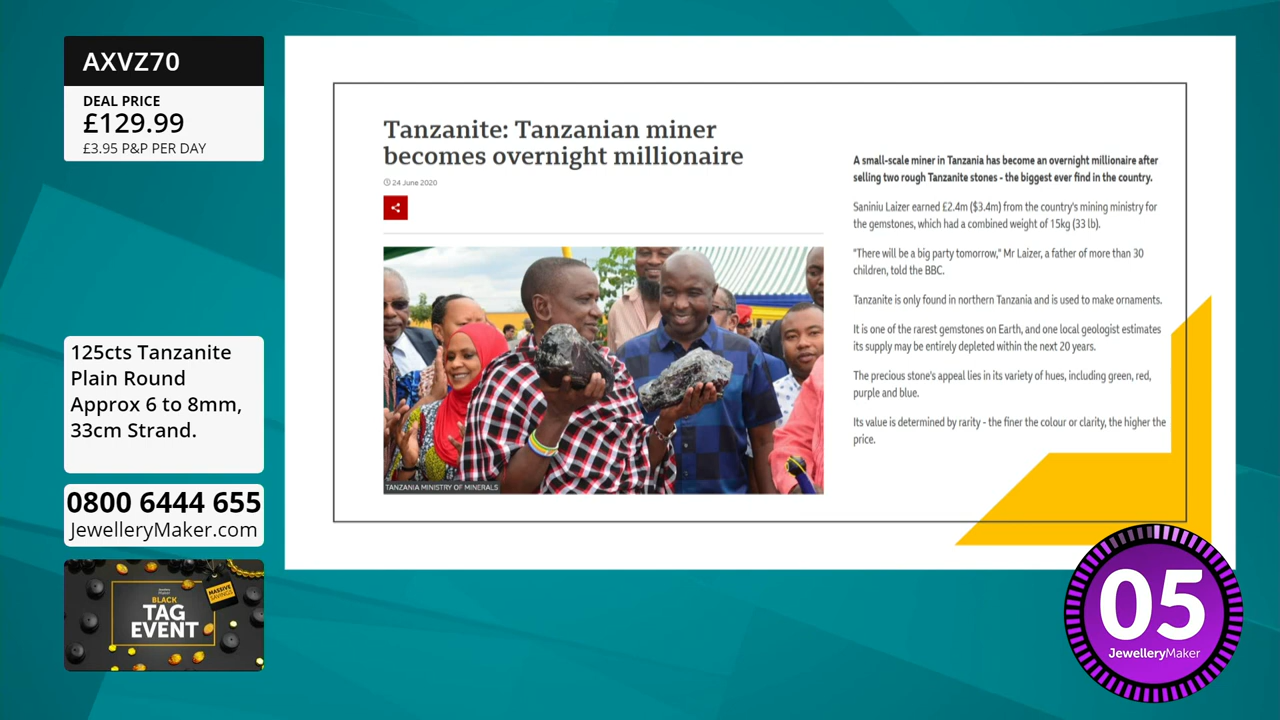 AXVZ70
DEAL PRICE
£129.99
£3.95 P&P PER DAY
125cts Tanzanite
Plain Round
Approx 6 to 8mm,
33cm Strand.
0800 6444 655
JewelleryMaker.com
BLACK
TAG
EVENT
MASSIVE
SAVINGS
Tanzanite: Tanzanian miner
becomes overnight millionaire
24 June 2020
TANZANIA MINISTRY OF MINERALS
A small-scale miner in Tanzania has become an overnight millionaire after
selling two rough Tanzanite stones - the biggest ever find in the country.
Saniniu Laizer earned £2.4m ($3.4m) from the country's mining ministry for
the gemstones, which had a combined weight of 15kg (33 lb).
"There will be a big party tomorrow," Mr Laizer, a father of more than 30
children, told the BBC.
Tanzanite is only found in northern Tanzania and is used to make ornaments.
It is one of the rarest gemstones on Earth, and one local geologist estimates
its supply may be entirely depleted within the next 20 years.
The precious stone's appeal lies in its variety of hues, including green, red,
purple and blue.
Its value is determined by rarity - the finer the colour or clarity, the higher the
price.
05
JewelleryMaker